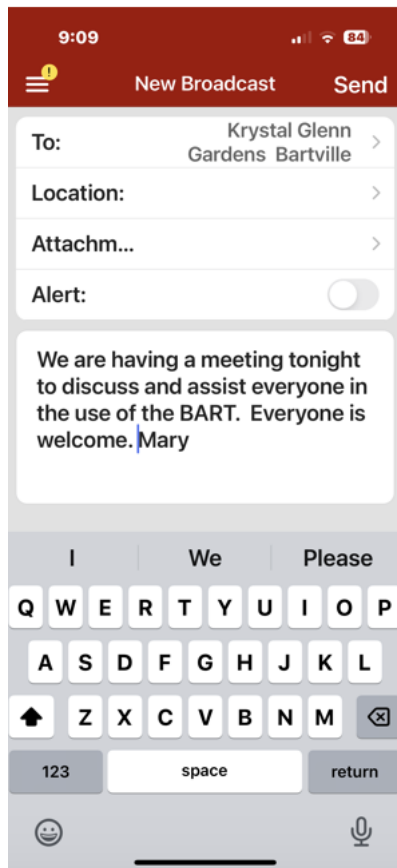 9:09 84
! New Broadcast Send
To: Krystal Glenn
Gardens Bartville
Location:
Attachm...
Alert:
We are having a meeting tonight
to discuss and assist everyone in
the use of the BART.  Everyone is
welcome. Mary
I We Please
Q W E R T Y U I O P
A S D F G H J K L
Z X C V B N M
123 space return